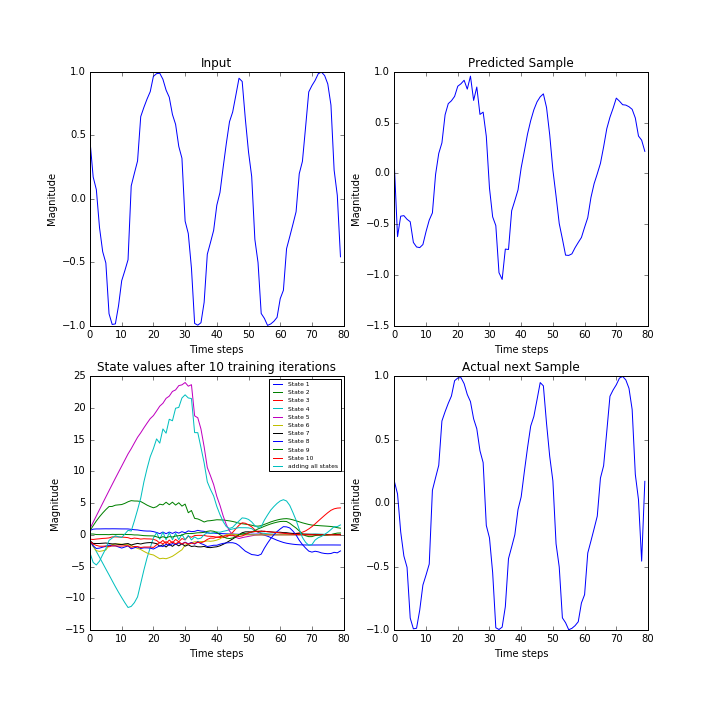 Input
1.0
0.5
0.0
−0.5
−1.0
Magnitude
0 10 20 30 40 50 60 70 80
Time steps
Predicted Sample
1.0
0.5
0.0
−0.5
−1.0
−1.5
Magnitude
0 10 20 30 40 50 60 70 80
Time steps
State values after 10 training iterations
25
20
15
10
5
0
−5
−10
−15
Magnitude
State 1
State 2
State 3
State 4
State 5
State 6
State 7
State 8
State 9
State 10
adding all states
0 10 20 30 40 50 60 70 80
Time steps
Actual next Sample
1.0
0.5
0.0
−0.5
−1.0
Magnitude
0 10 20 30 40 50 60 70 80
Time steps